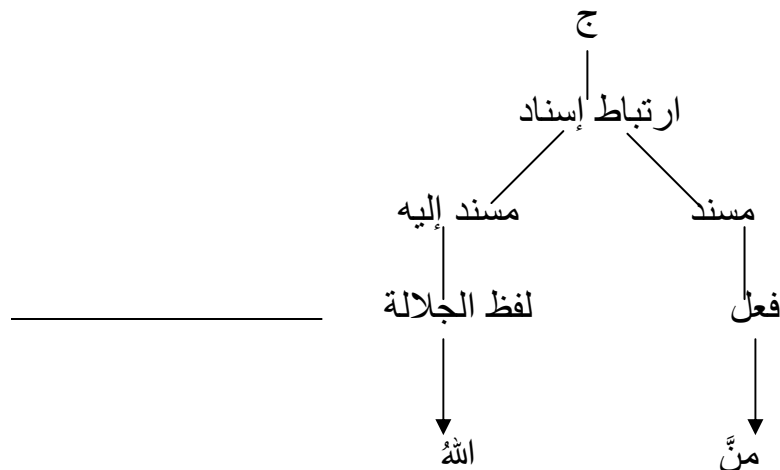 ج
ارتباط إسناد
مسند مسند إليه
فعل لفظ الجلالة
منَّ اللهُ